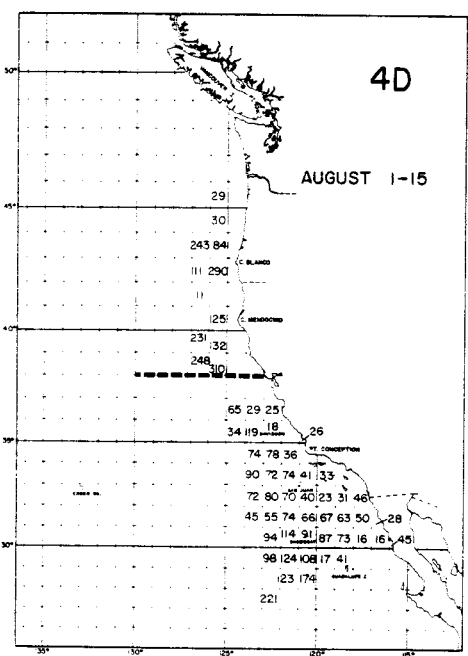 4D
50°
VANCOUVER
AUGUST 1-15
29
45°
30
243 84
C. BLANCO
111 290
11
125 C. MENDOCINO
40°
231
132
248
310
65 29 25
18
34 119 26
35°
PT. CONCEPTION
74 78 36
90 72 74 41 33
SAN JUAN
72 80 70 40 23 31 46
45 55 74 66 67 63 50 28
94 114 91 87 73 16 16 45
30°
98 124 108 17 41
GUADALUPE I.
123 174
221
135° 130° 125° 120° 115°